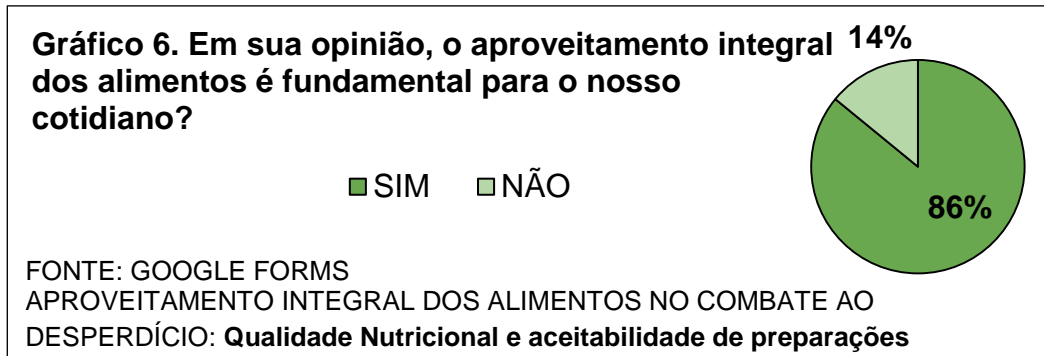 Gráfico 6. Em sua opinião, o aproveitamento integral
dos alimentos é fundamental para o nosso
cotidiano?
14%
86%
SIM NÃO
FONTE: GOOGLE FORMS
APROVEITAMENTO INTEGRAL DOS ALIMENTOS NO COMBATE AO
DESPERDÍCIO: Qualidade Nutricional e aceitabilidade de preparações